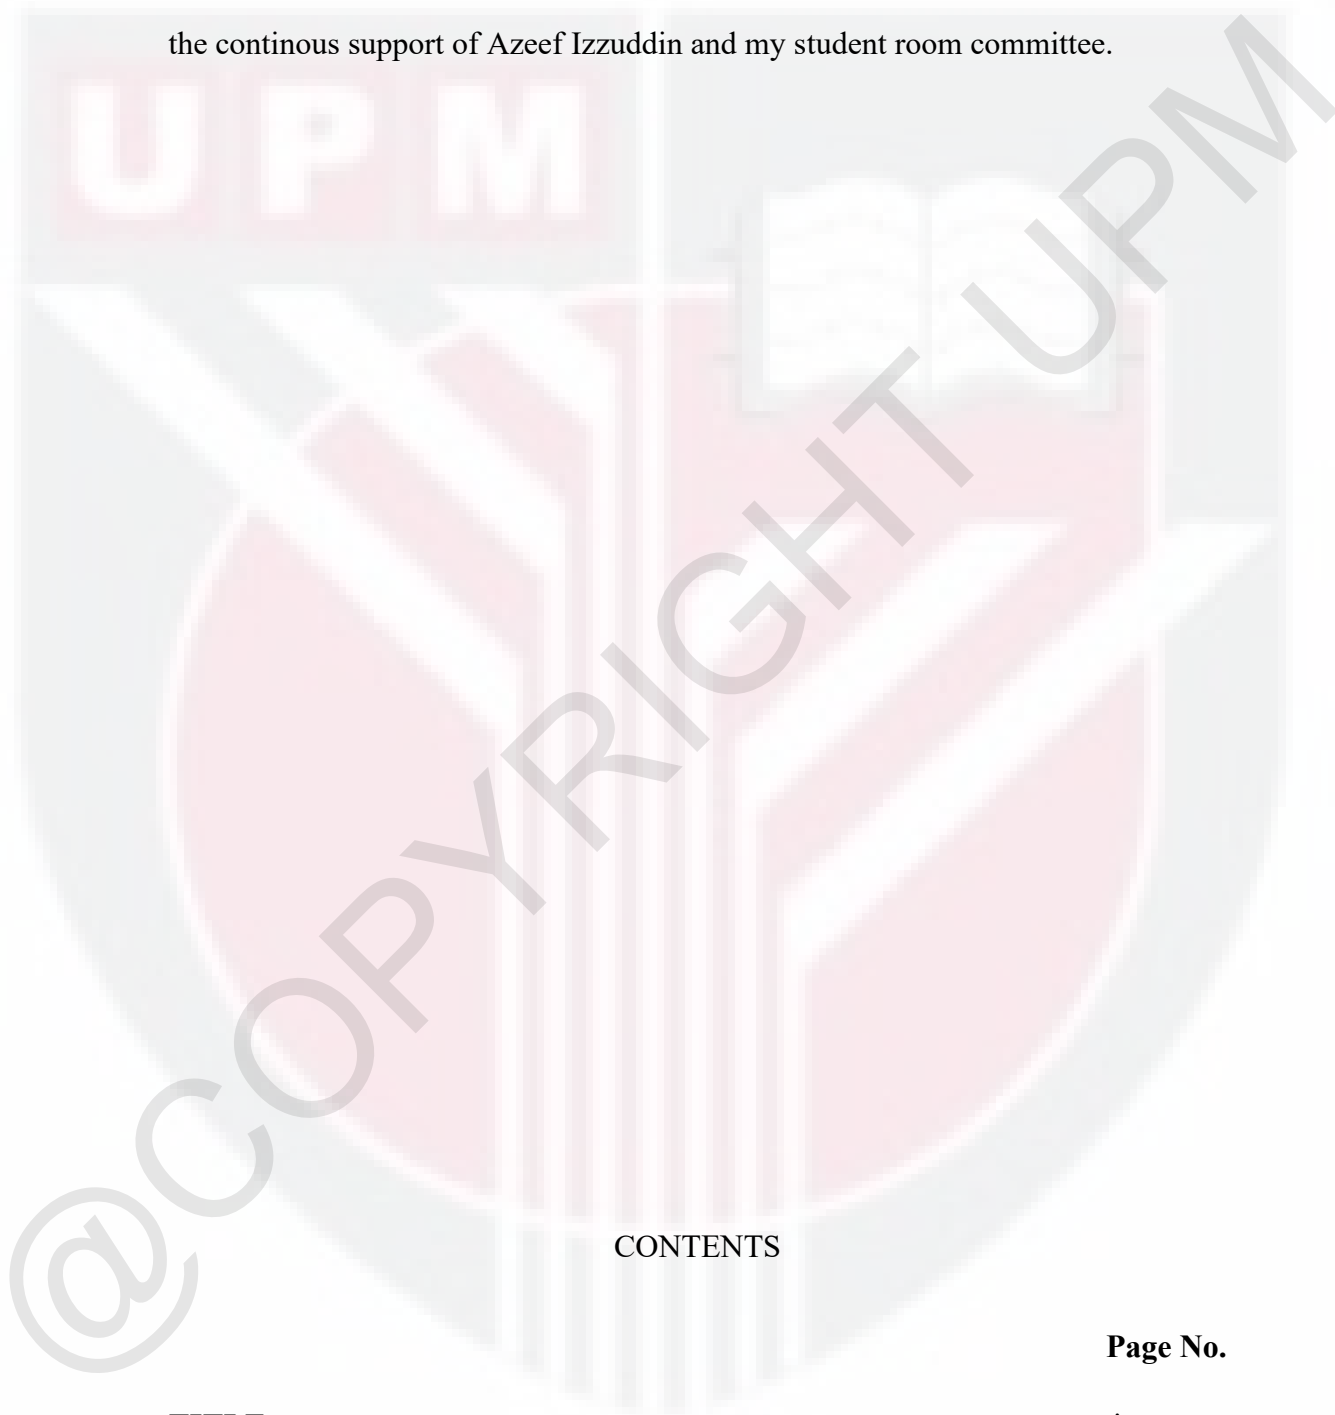 the continous support of Azeef Izzuddin and my student room committee.
UPM
@COPYRIGHT UPM
CONTENTS
Page No.